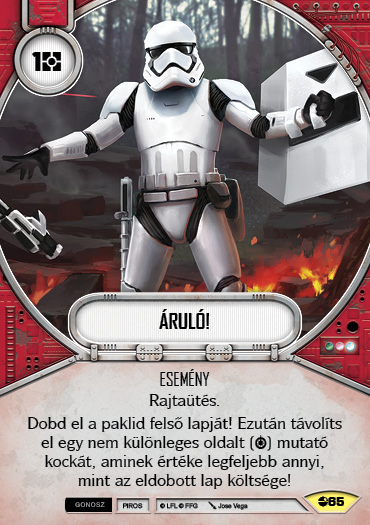 1
ÁRULÓ!
ESEMÉNY
Rajtaütés.
Dobd el a paklid felső lapját! Ezután távolíts
el egy nem különleges oldalt () mutató
kockát, aminek értéke legfeljebb annyi,
mint az eldobott lap költsége!
GONOSZ PIROS © LFL © FFG Jose Vega
85